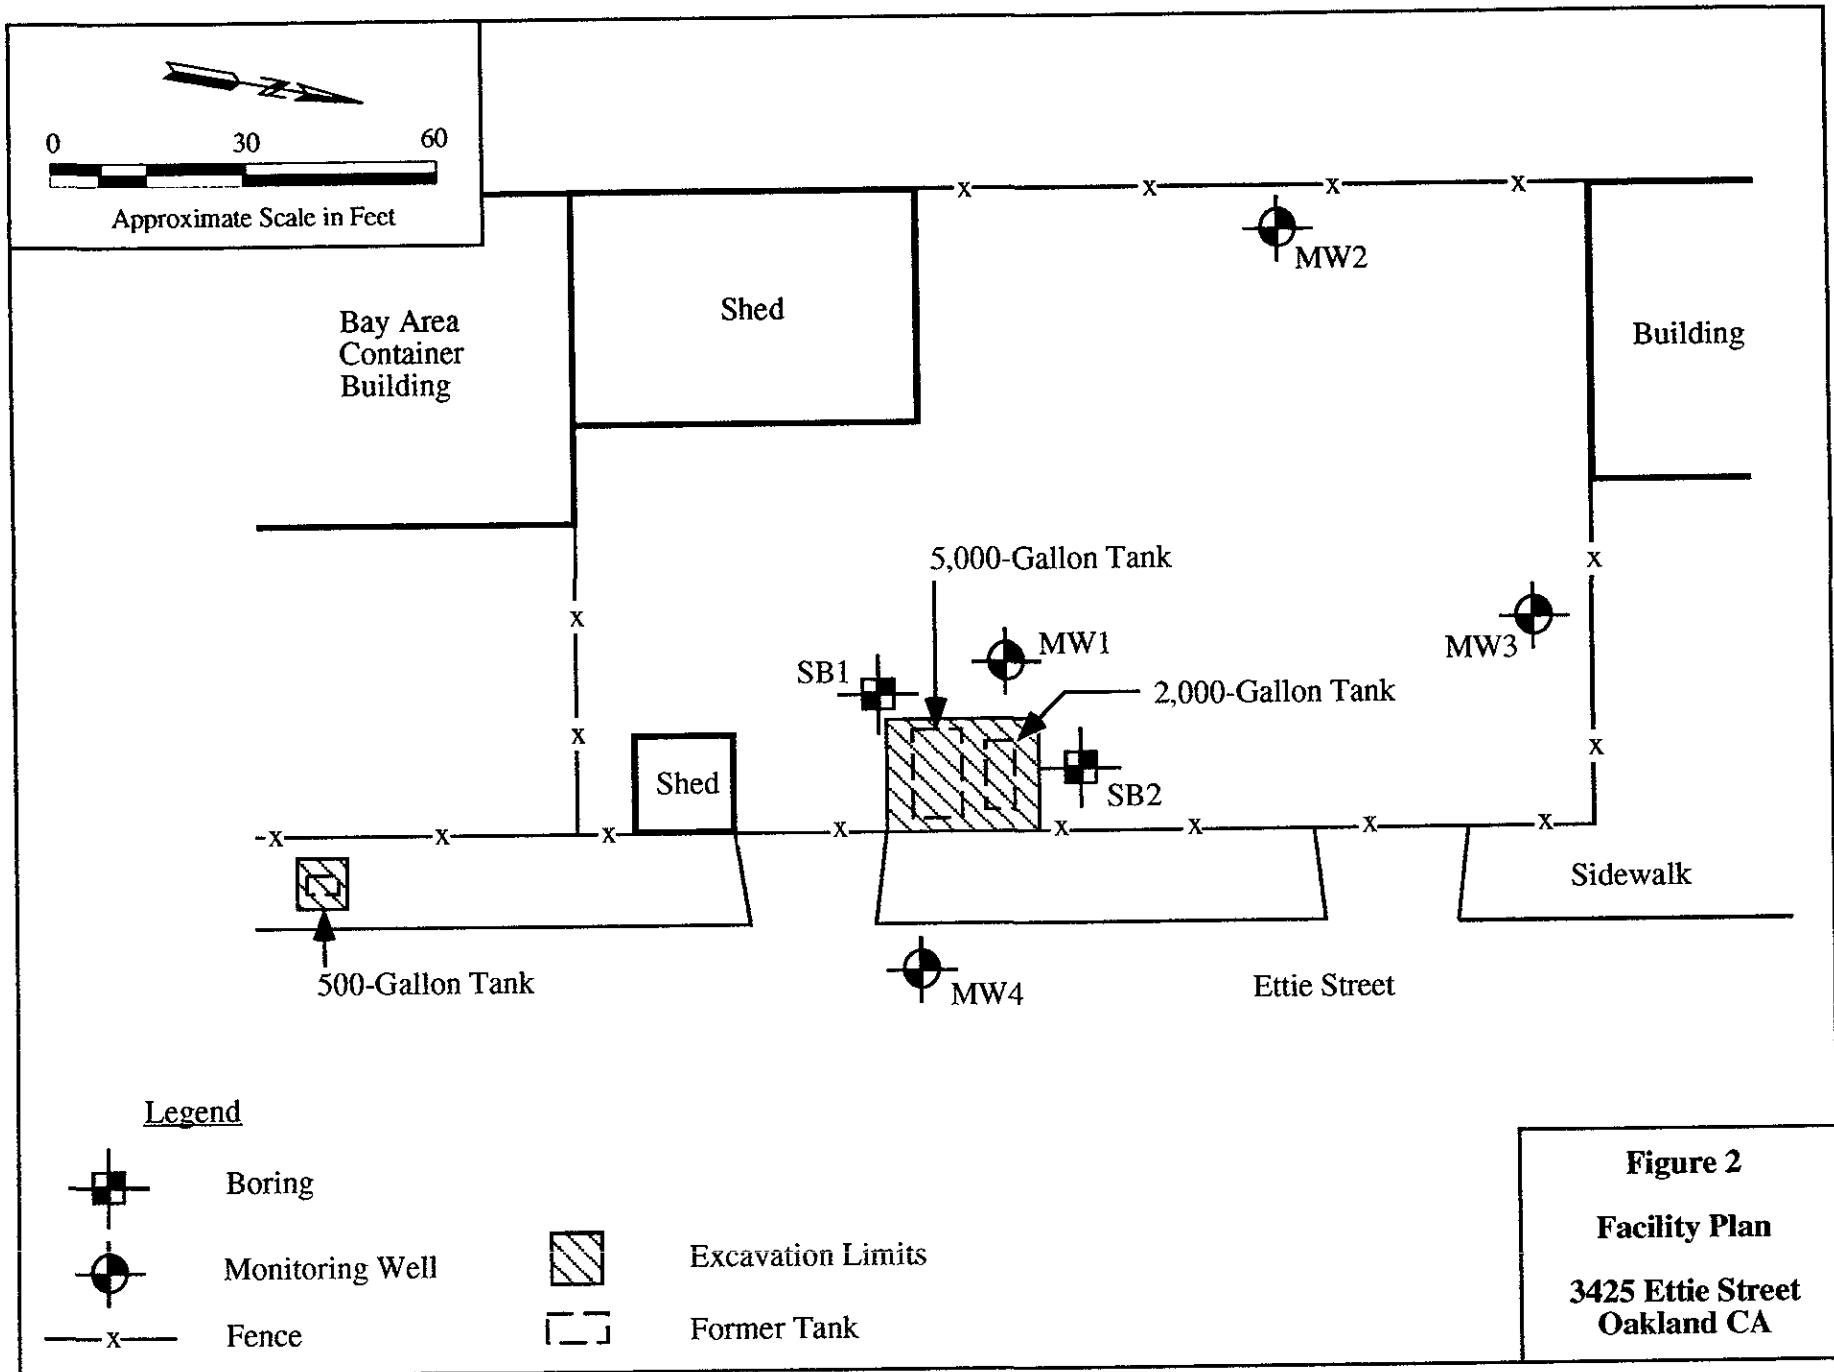 N
0 30 60
Approximate Scale in Feet
Bay Area
Container
Building
Shed
MW2
Building
5,000-Gallon Tank
MW1
MW3
SB1
2,000-Gallon Tank
Shed
SB2
Sidewalk
500-Gallon Tank
MW4
Ettie Street
Legend
Boring
Monitoring Well
Excavation Limits
x Fence
Former Tank
Figure 2
Facility Plan
3425 Ettie Street
Oakland CA